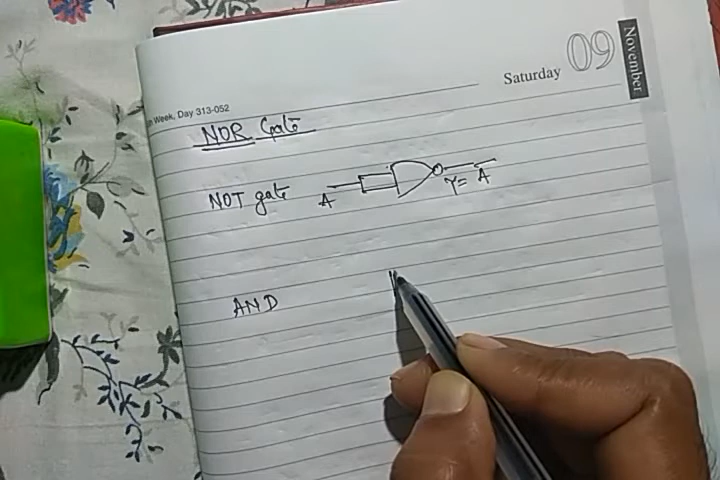 09
November
Saturday
Week, Day 313-052
NOR Gate
NOT gate A Y = A̅
AND